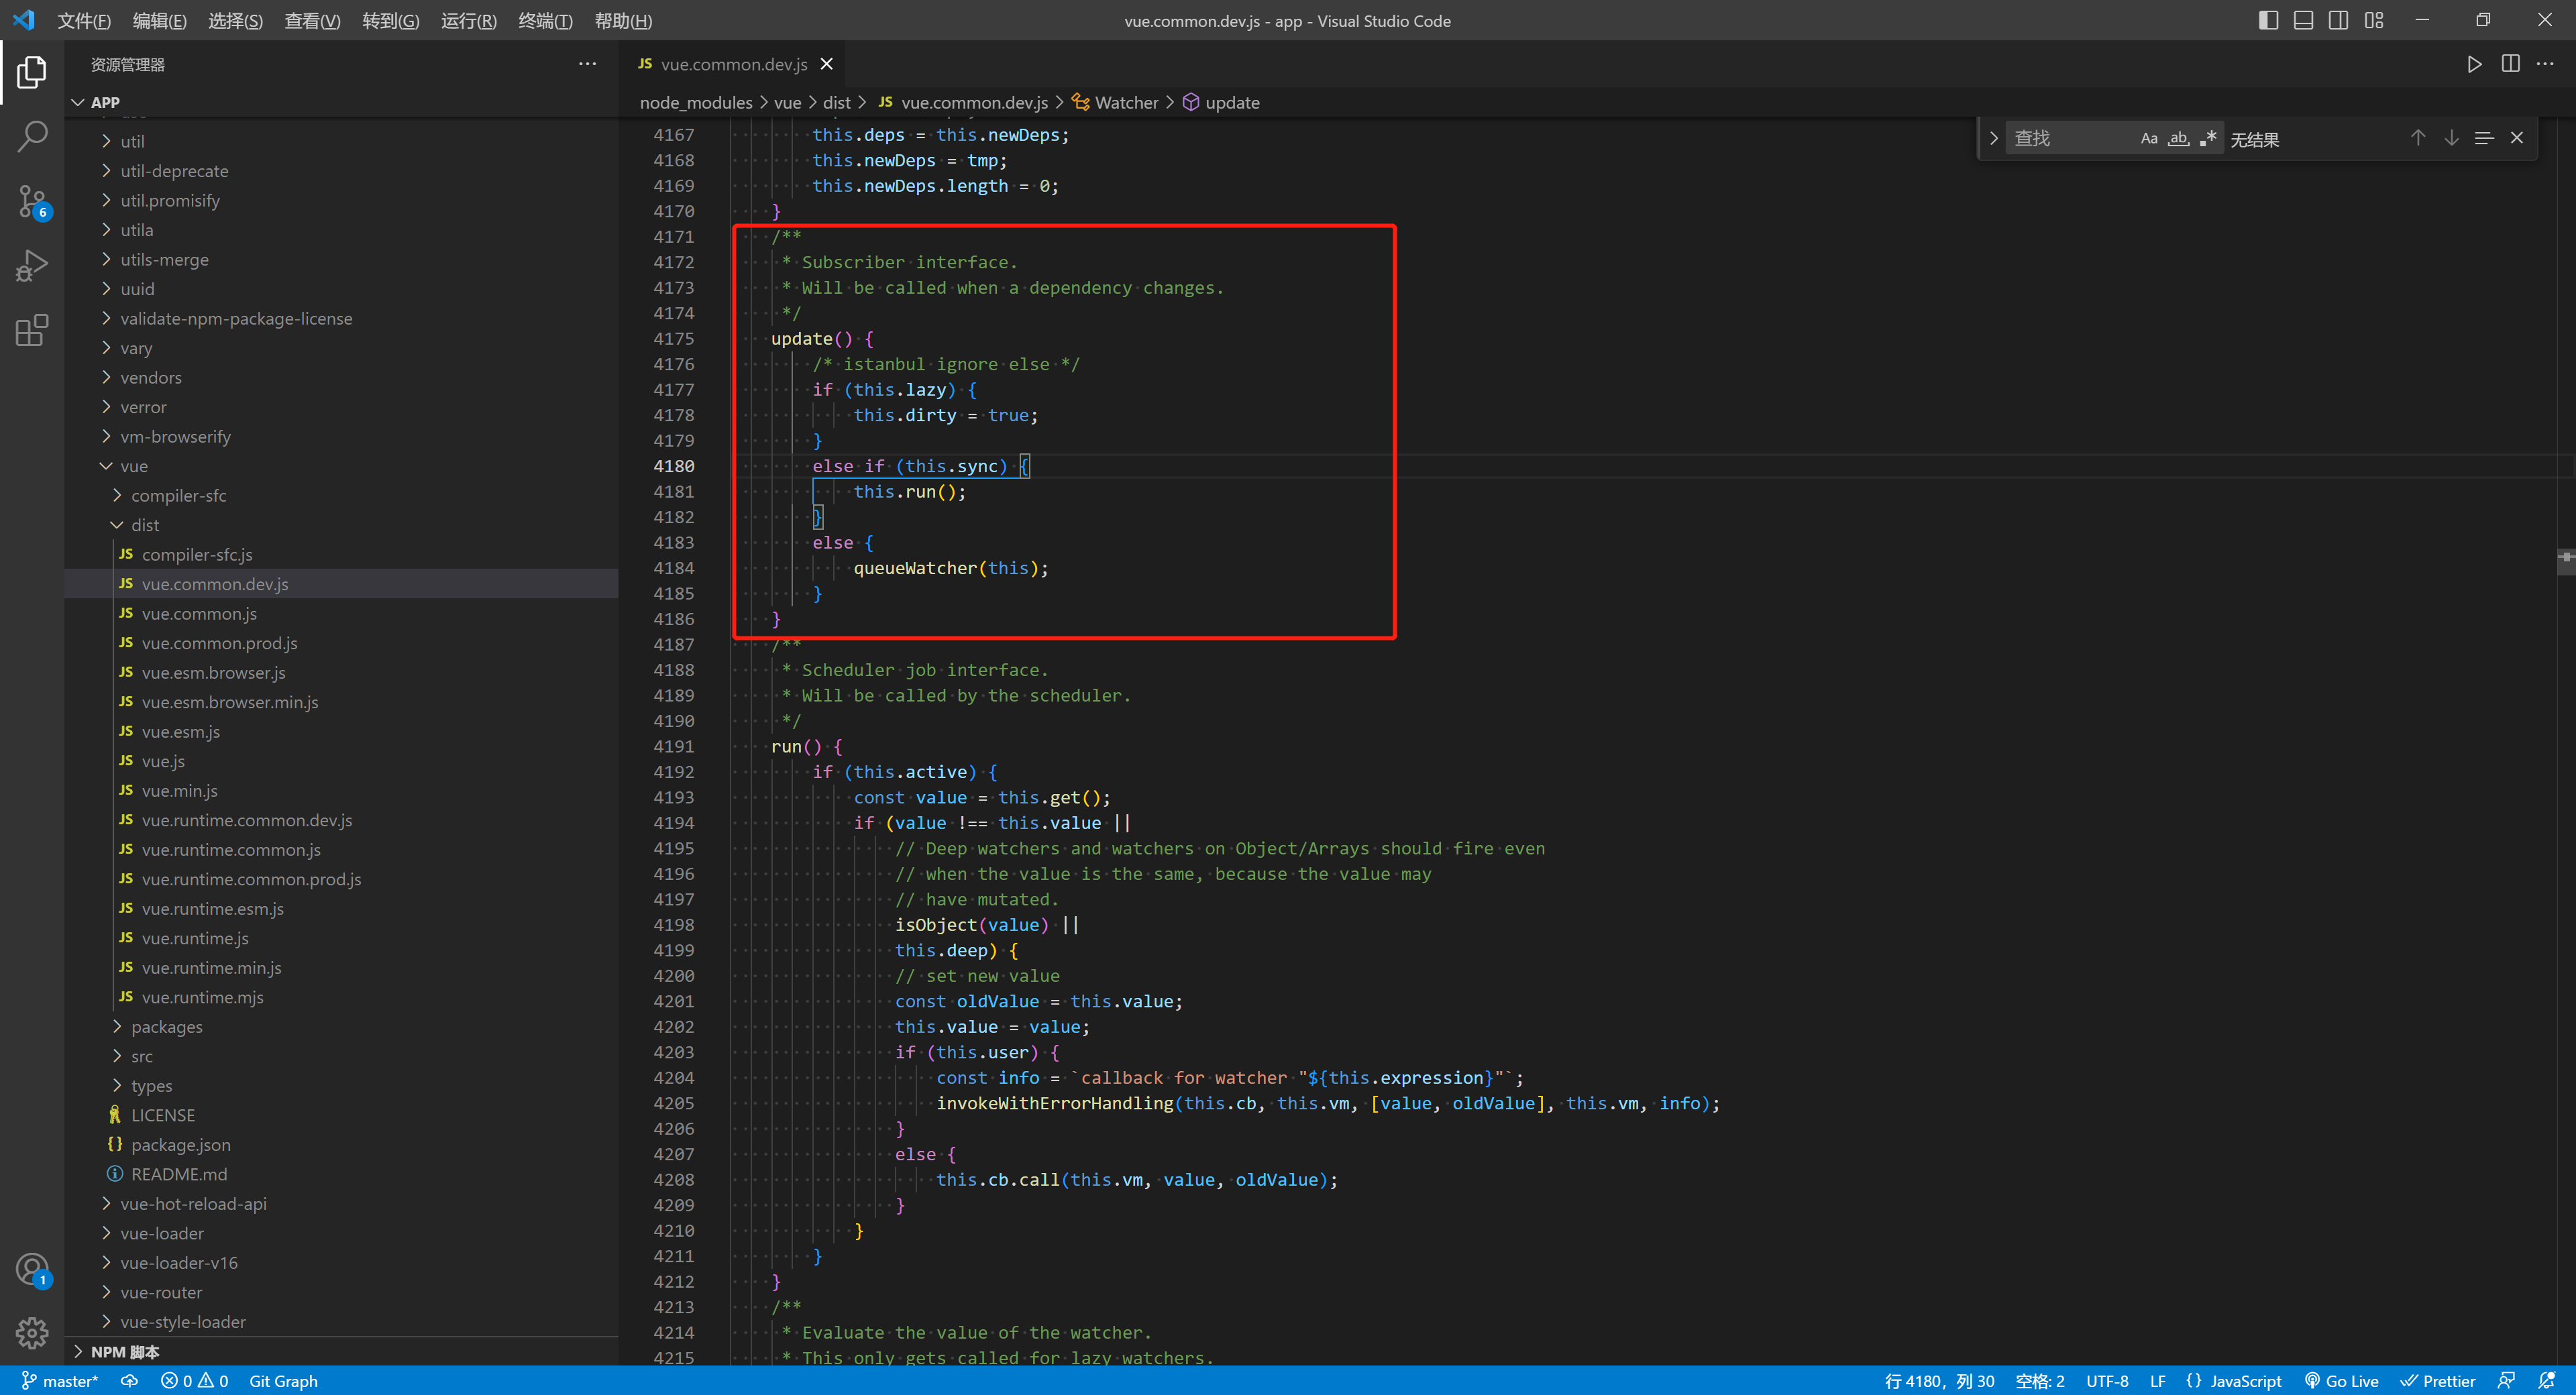 文件(F) 编辑(E) 选择(S) 查看(V) 转到(G) 运行(R) 终端(T) 帮助(H) vue.common.dev.js - app - Visual Studio Code
资源管理器
APP
util
util-deprecate
util.promisify
utila
utils-merge
uuid
validate-npm-package-license
vary
vendors
verror
vm-browserify
vue
compiler-sfc
dist
JS compiler-sfc.js
JS vue.common.dev.js
JS vue.common.js
JS vue.common.prod.js
JS vue.esm.browser.js
JS vue.esm.browser.min.js
JS vue.esm.js
JS vue.js
JS vue.min.js
JS vue.runtime.common.dev.js
JS vue.runtime.common.js
JS vue.runtime.common.prod.js
JS vue.runtime.esm.js
JS vue.runtime.js
JS vue.runtime.min.js
JS vue.runtime.mjs
packages
src
types
LICENSE
{} package.json
README.md
vue-hot-reload-api
vue-loader
vue-loader-v16
vue-router
vue-style-loader
NPM 脚本
6
1
JS vue.common.dev.js
node_modules > vue > dist > JS vue.common.dev.js > Watcher > update
查找 Aa ab .* 无结果
4167 this.deps = this.newDeps;
4168 this.newDeps = tmp;
4169 this.newDeps.length = 0;
4170 }
4171 /**
4172 * Subscriber interface.
4173 * Will be called when a dependency changes.
4174 */
4175 update() {
4176 /* istanbul ignore else */
4177 if (this.lazy) {
4178 this.dirty = true;
4179 }
4180 else if (this.sync) {
4181 this.run();
4182 }
4183 else {
4184 queueWatcher(this);
4185 }
4186 }
4187 /**
4188 * Scheduler job interface.
4189 * Will be called by the scheduler.
4190 */
4191 run() {
4192 if (this.active) {
4193 const value = this.get();
4194 if (value !== this.value ||
4195 // Deep watchers and watchers on Object/Arrays should fire even
4196 // when the value is the same, because the value may
4197 // have mutated.
4198 isObject(value) ||
4199 this.deep) {
4200 // set new value
4201 const oldValue = this.value;
4202 this.value = value;
4203 if (this.user) {
4204 const info = `callback for watcher "${this.expression}"`;
4205 invokeWithErrorHandling(this.cb, this.vm, [value, oldValue], this.vm, info);
4206 }
4207 else {
4208 this.cb.call(this.vm, value, oldValue);
4209 }
4210 }
4211 }
4212 }
4213 /**
4214 * Evaluate the value of the watcher.
4215 * This only gets called for lazy watchers.
master* 0 0 Git Graph 行 4180，列 30 空格: 2 UTF-8 LF {} JavaScript Go Live Prettier